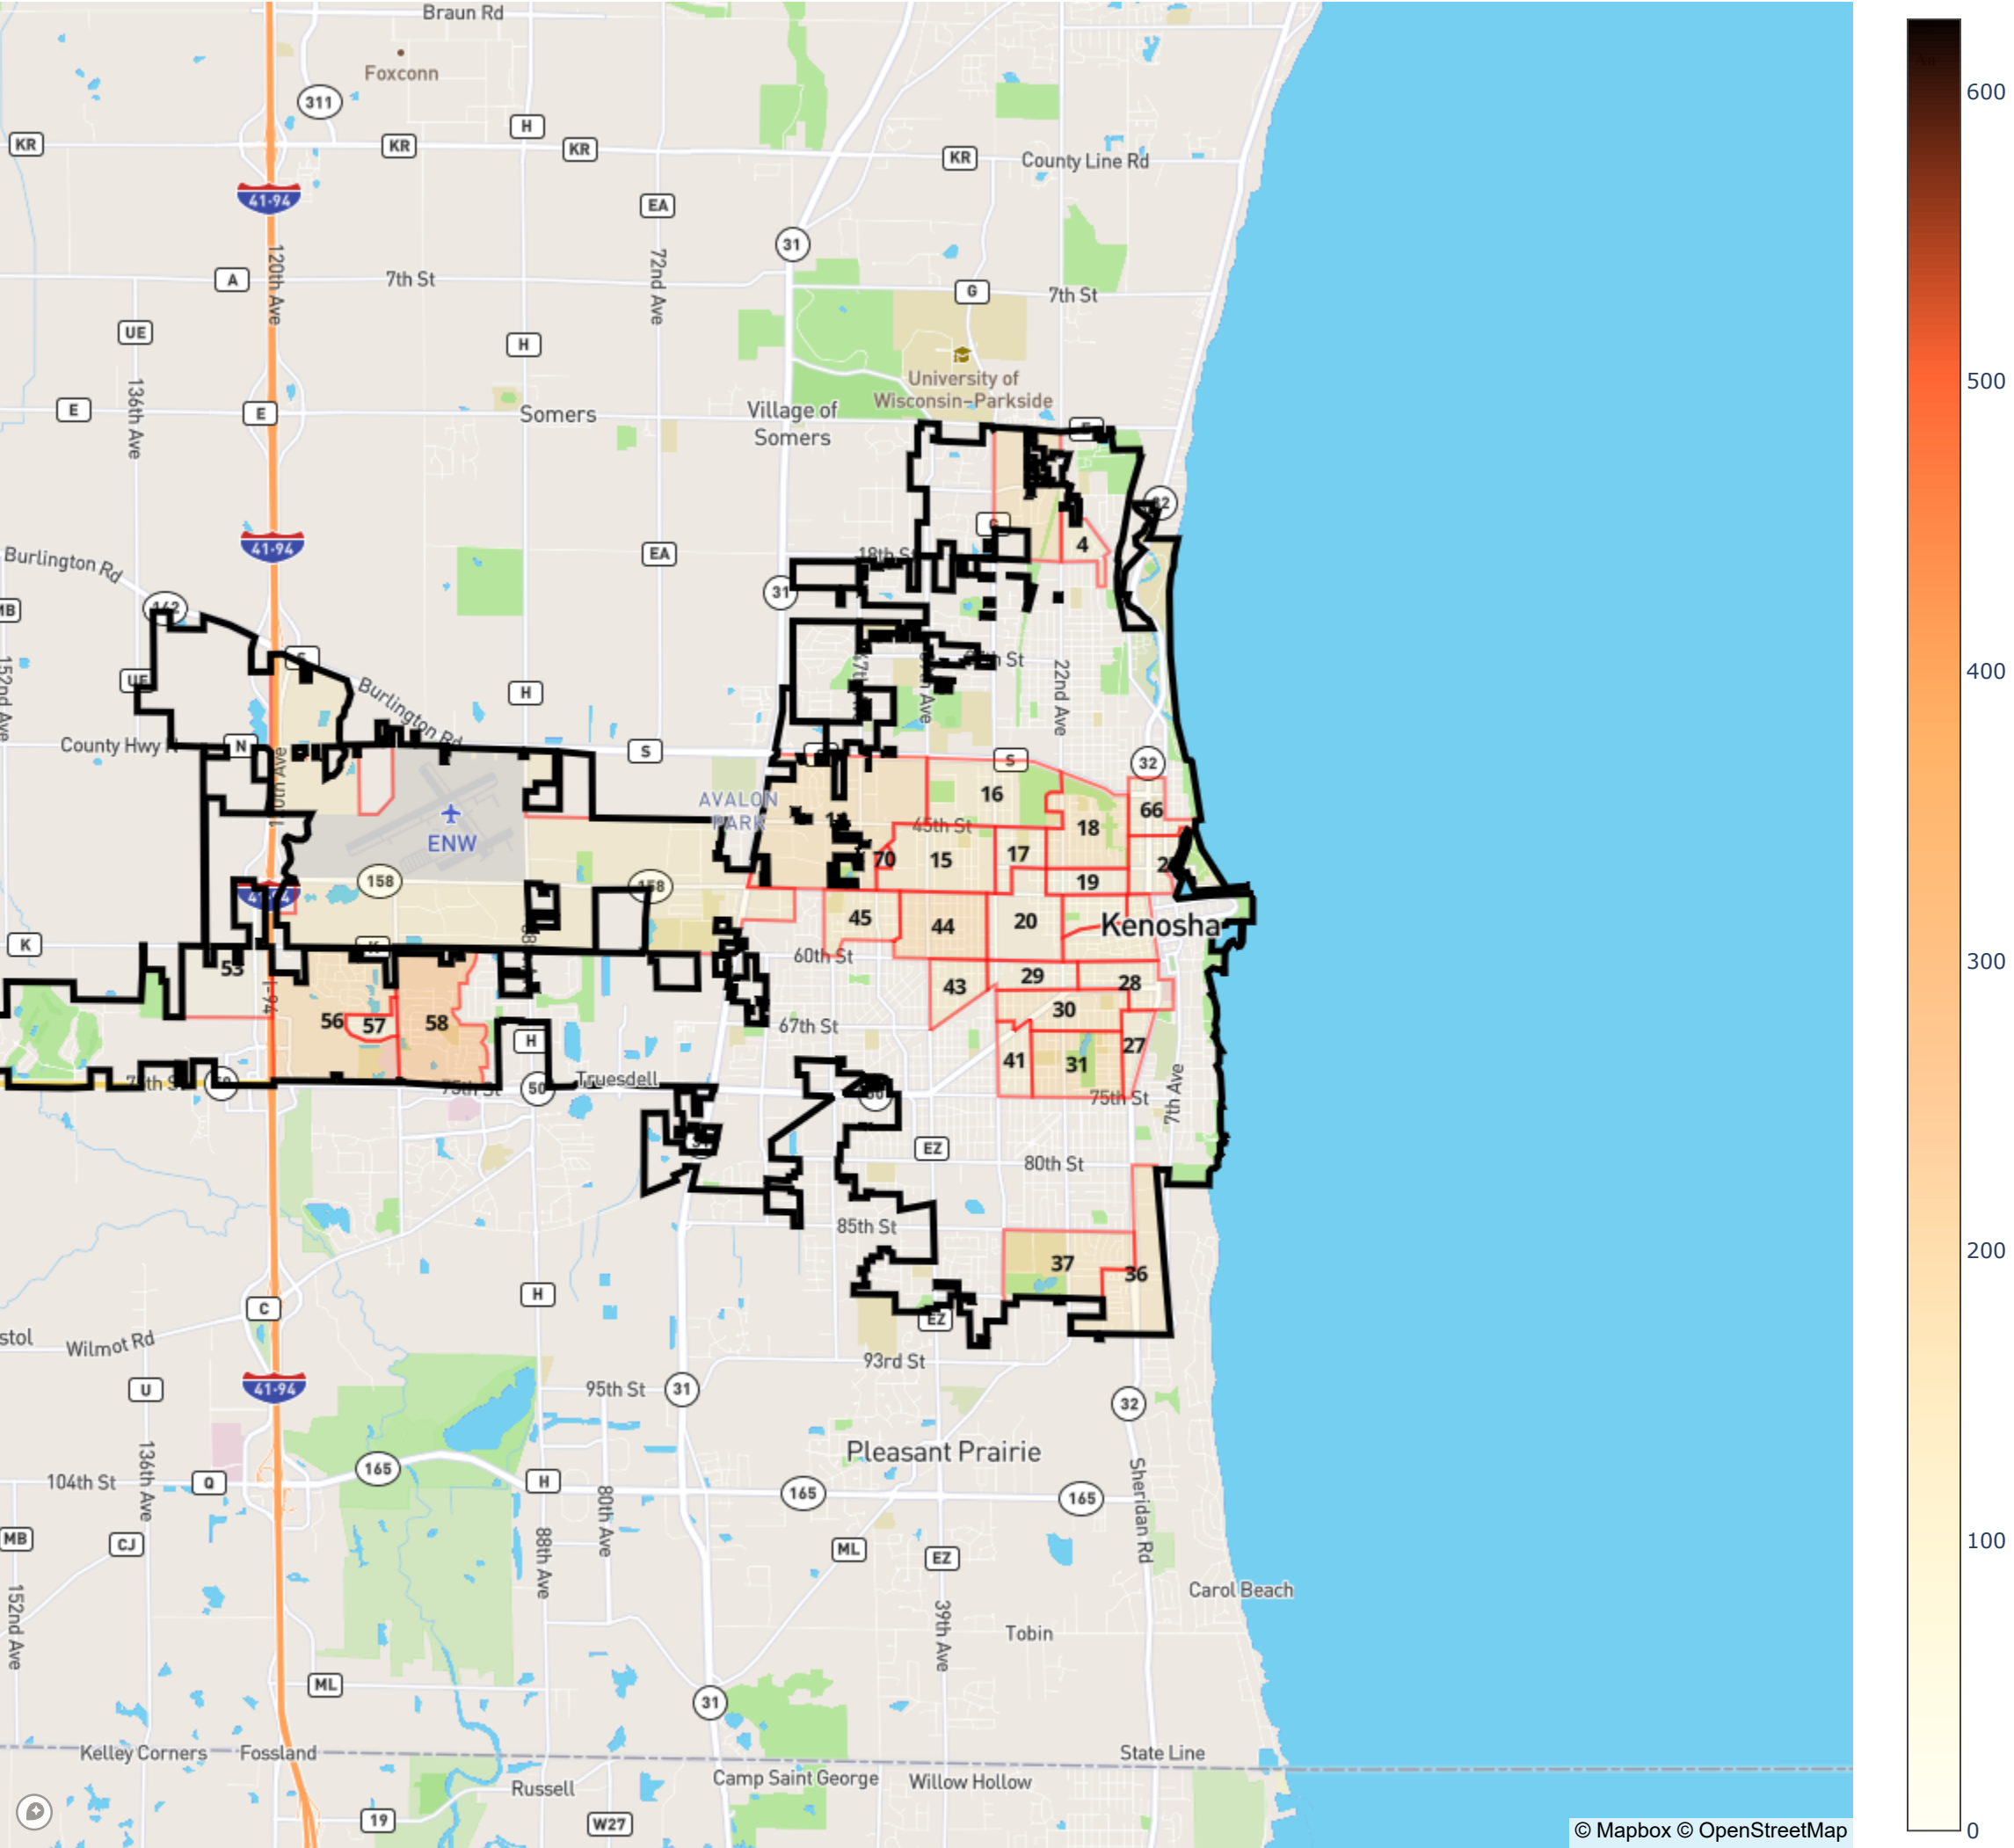 Braun Rd
Foxconn
311
H
600
KR
KR
KR
KR
County Line Rd
41-94
EA
31
120th Ave
72nd Ave
A
7th St
G
7th St
UE
H
University of
Wisconsin–Parkside
500
136th Ave
E
E
Somers
Village of
Somers
32
G
4
41-94
EA
18th St
Burlington Rd
31
142
MB
152nd Ave
UE
H
Burlington Rd
22nd Ave
400
County Hwy N
N
S
S
32
AVALON
PARK
16
66
ENW
45th St
18
70
15
17
158
158
19
45
44
20
Kenosha
K
60th St
300
53
43
29
28
I-94
56
57
58
67th St
30
H
27
41
31
75th St
50
Truesdell
75th St
7th Ave
EZ
80th St
85th St
200
37
36
C
H
EZ
Wilmot Rd
93rd St
41-94
U
95th St
31
32
Pleasant Prairie
136th Ave
104th St
Q
165
H
165
165
80th Ave
Sheridan Rd
100
MB
CJ
88th Ave
ML
EZ
152nd Ave
Carol Beach
39th Ave
Tobin
ML
31
Kelley Corners
Fossland
State Line
Russell
Camp Saint George
Willow Hollow
19
W27
© Mapbox © OpenStreetMap
0